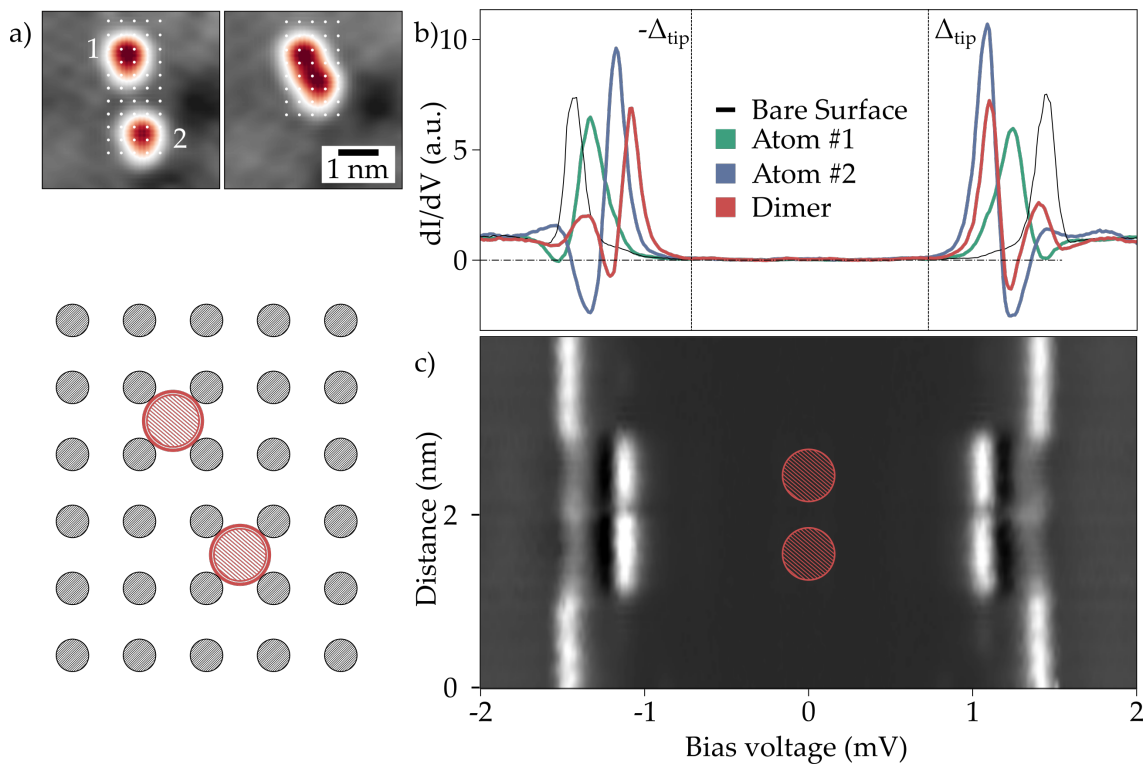 a)
1
2
1 nm
b)
-Δtip
Δtip
10
5
0
dI/dV (a.u.)
Bare Surface
Atom #1
Atom #2
Dimer
c)
Distance (nm)
2
0
-2
-1
0
1
2
Bias voltage (mV)